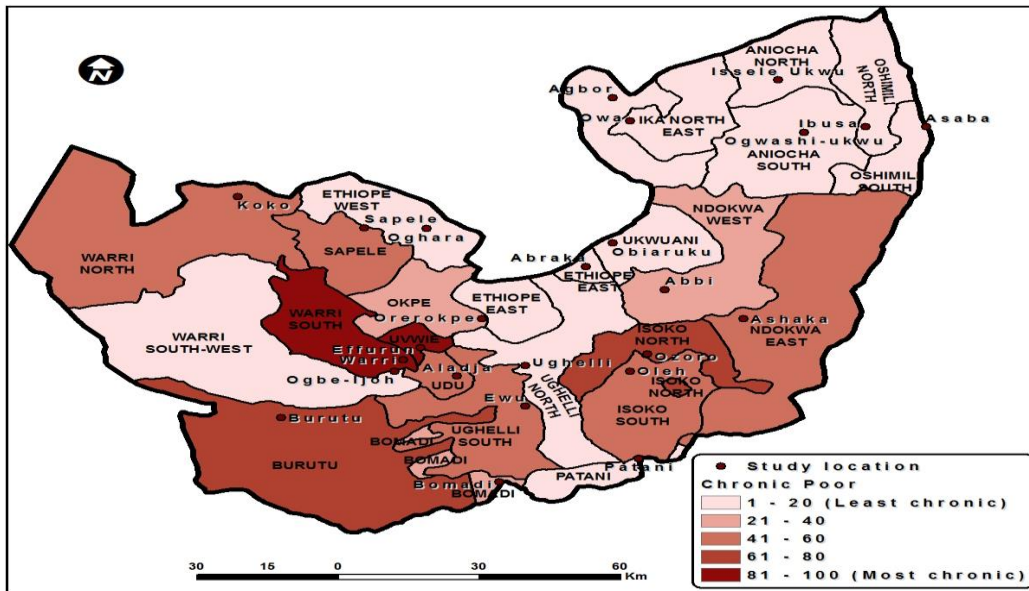 N
ANIOCHA
NORTH
Issele Ukwu
OSHIMILI
NORTH
Agbor
Owa
IKA NORTH
EAST
Ibusa
Asaba
Ogwashi-ukwu
ANIOCHA
SOUTH
OSHIMILI
SOUTH
ETHIOPE
WEST
Koko
Sapele
Oghara
SAPELE
NDOKWA
WEST
UKWUANI
Obiaruku
Abraka
ETHIOPE
EAST
WARRI
NORTH
Abbi
OKPE
Orerokpe
ETHIOPE
EAST
WARRI
SOUTH
Ashaka
NDOKWA
EAST
WARRI
SOUTH-WEST
UVWIE
Effurun
Warri
ISOKO
NORTH
Ozoro
Ogbe-Ijoh
Aladja
UDU
Ughelli
Oleh
ISOKO
NORTH
UGHELLI
NORTH
Ewu
Burutu
ISOKO
SOUTH
UGHELLI
SOUTH
BOMADI
BURUTU
BOMADI
Patani
PATANI
Bomadi
BOMADI
Study location
Chronic Poor
1 - 20 (Least chronic)
21 - 40
41 - 60
61 - 80
81 - 100 (Most chronic)
30 15 0 30 60
Km